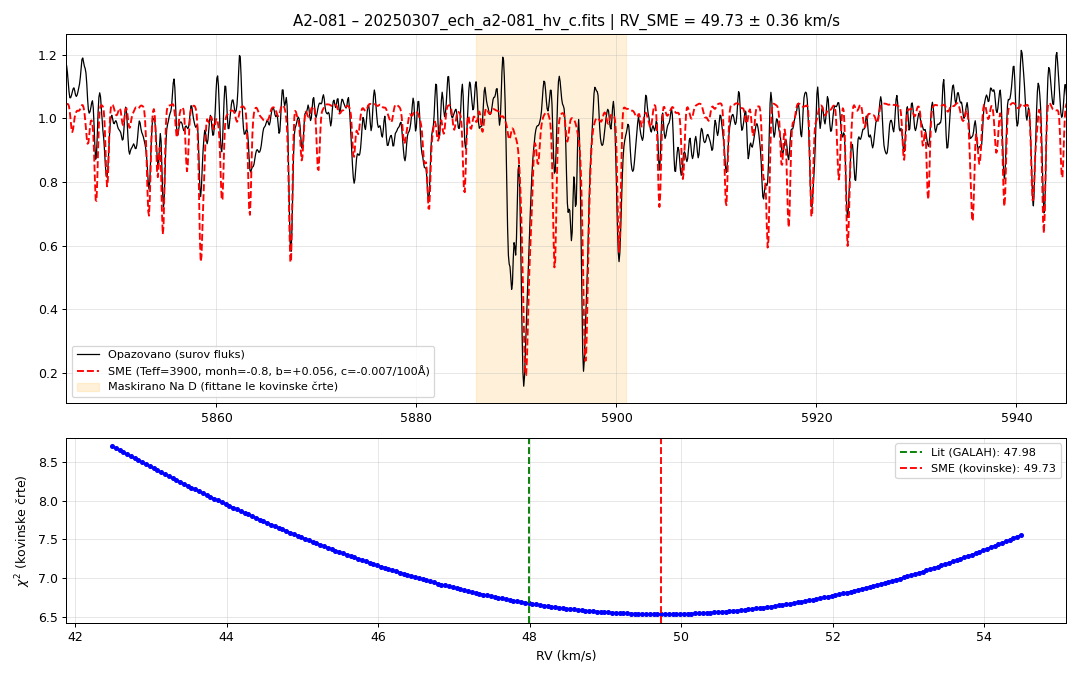 A2-081 – 20250307_ech_a2-081_hv_c.fits | RV_SME = 49.73 ± 0.36 km/s
1.2
1.0
0.8
0.6
0.4
0.2
Opazovano (surov fluks)
SME (Teff=3900, monh=-0.8, b=+0.056, c=-0.007/100Å)
Maskirano Na D (fittane le kovinske črte)
5860 5880 5900 5920 5940
8.5
8.0
7.5
7.0
6.5
χ² (kovinske črte)
Lit (GALAH): 47.98
SME (kovinske): 49.73
42 44 46 48 50 52 54
RV (km/s)